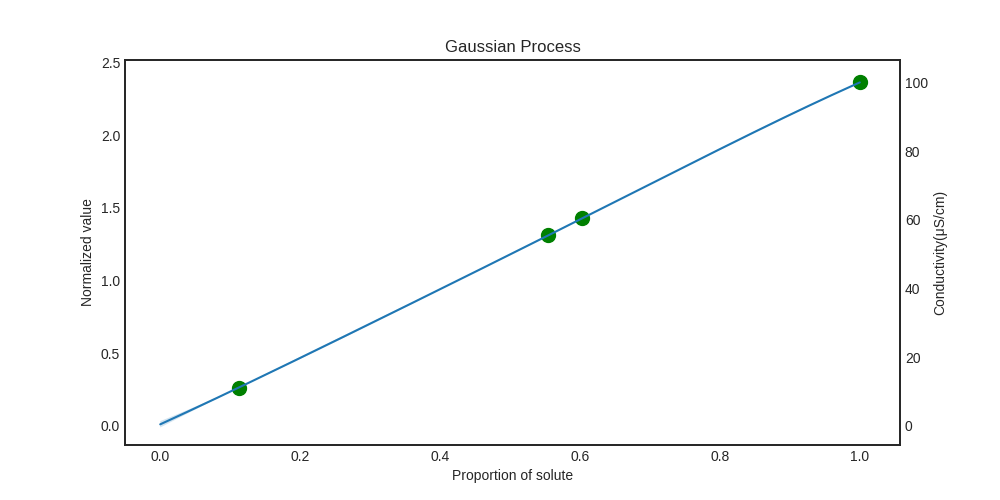 Gaussian Process
2.5
2.0
1.5
1.0
0.5
0.0
Normalized value
100
80
60
40
20
0
Conductivity(μS/cm)
0.0 0.2 0.4 0.6 0.8 1.0
Proportion of solute